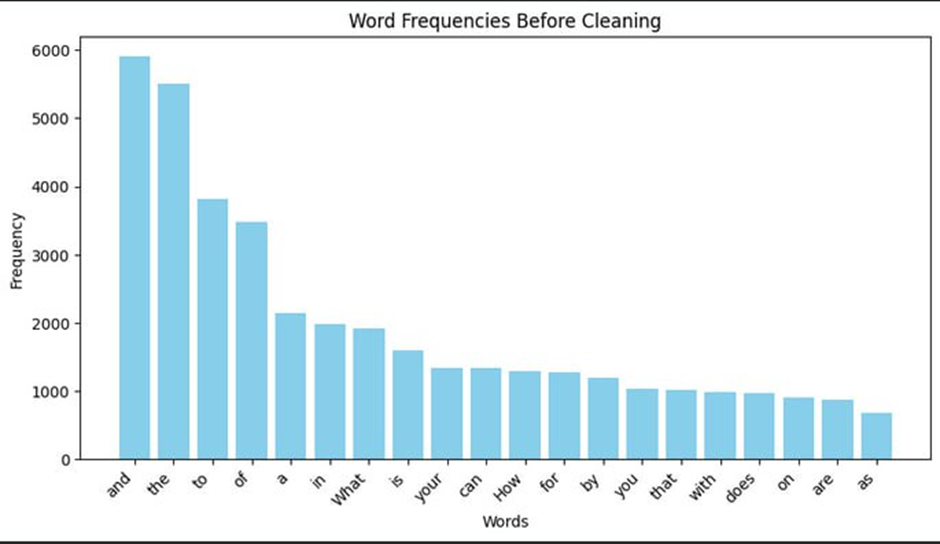 Word Frequencies Before Cleaning
6000
5000
4000
3000
2000
1000
0
Frequency
and the to of a in What is your can How for by you that with does on are as
Words